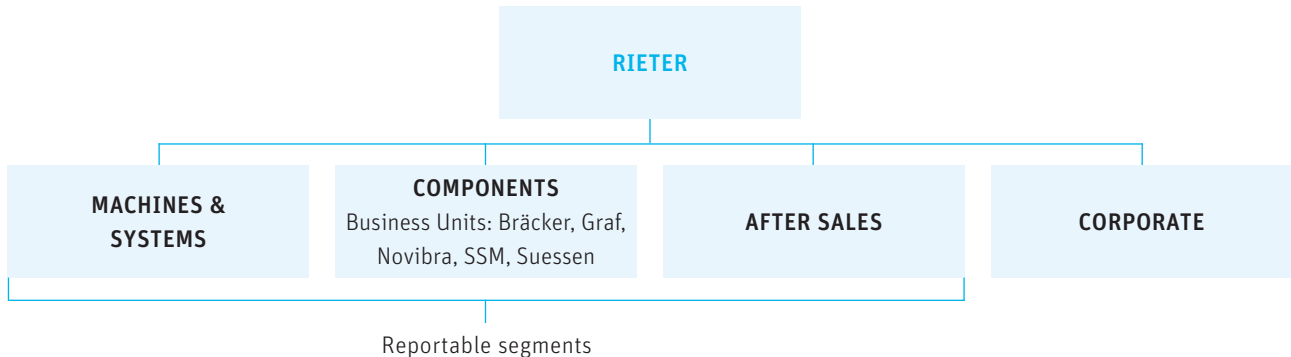 RIETER
MACHINES &
SYSTEMS
COMPONENTS
Business Units: Bräcker, Graf,
Novibra, SSM, Suessen
AFTER SALES
CORPORATE
Reportable segments